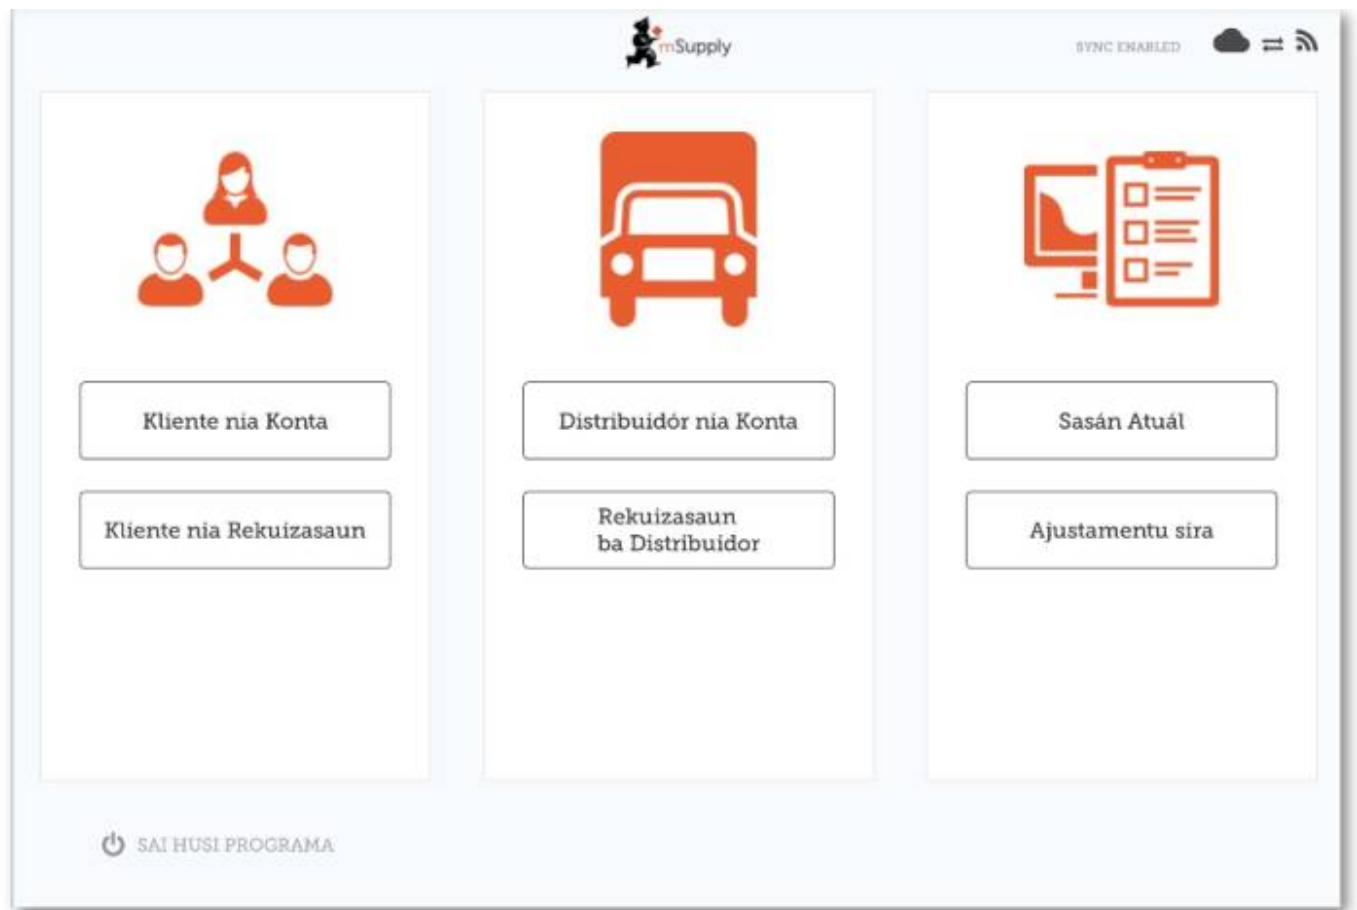 mSupply
SYNC ENABLED
Kliente nia Konta
Kliente nia Rekuizasaun
Distribuidór nia Konta
Rekuizasaun
ba Distribuidor
Sasán Atuál
Ajustamentu sira
SAI HUSI PROGRAMA